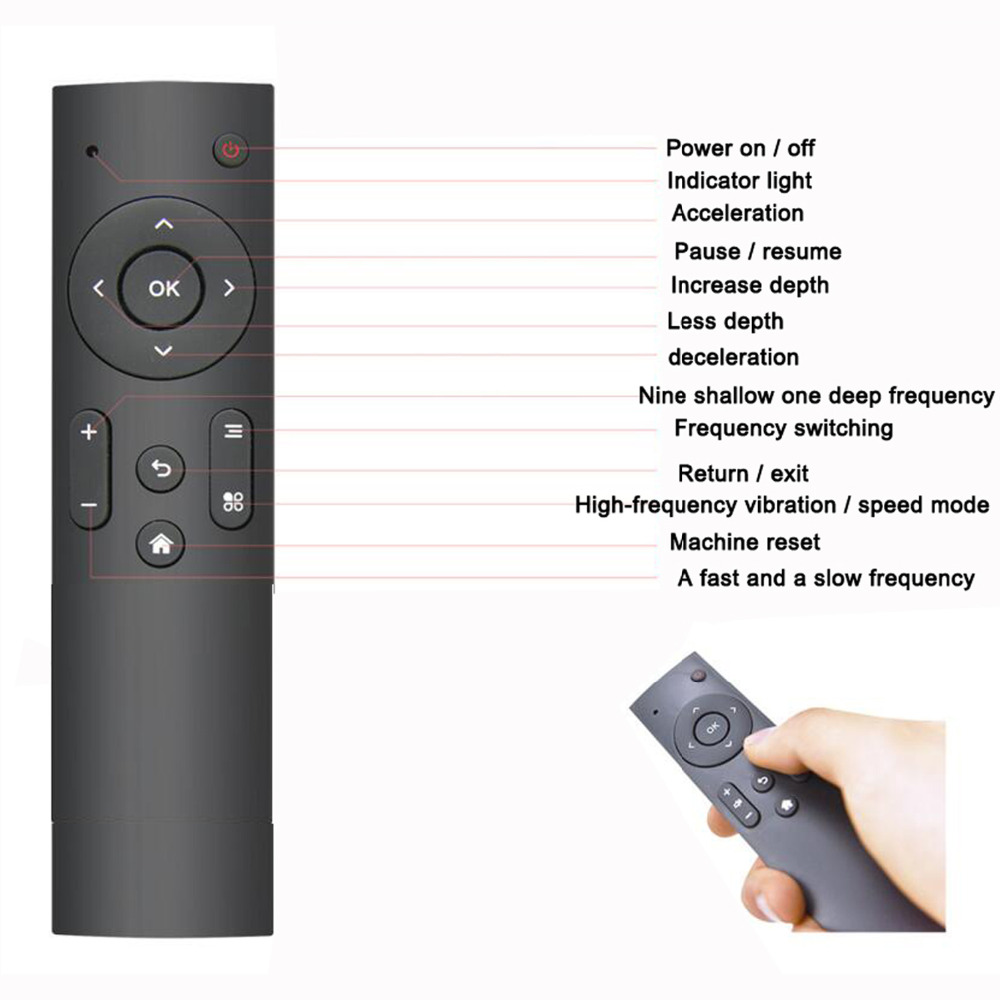 Power on / off
Indicator light
Acceleration
OK
Pause / resume
Increase depth
Less depth
deceleration
Nine shallow one deep frequency
Frequency switching
Return / exit
High-frequency vibration / speed mode
Machine reset
A fast and a slow frequency
OK